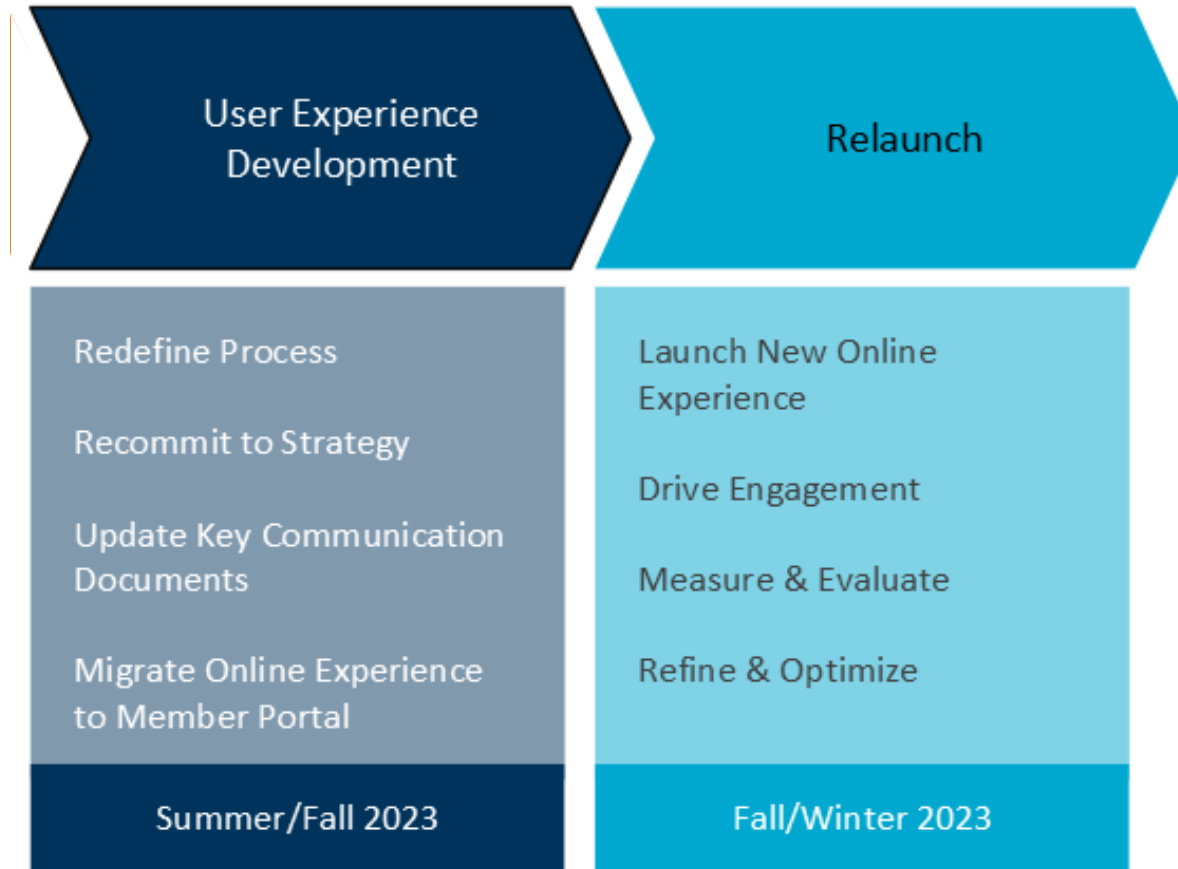 User Experience
Development
Relaunch
Redefine Process
Recommit to Strategy
Update Key Communication
Documents
Migrate Online Experience
to Member Portal
Summer/Fall 2023
Launch New Online
Experience
Drive Engagement
Measure & Evaluate
Refine & Optimize
Fall/Winter 2023